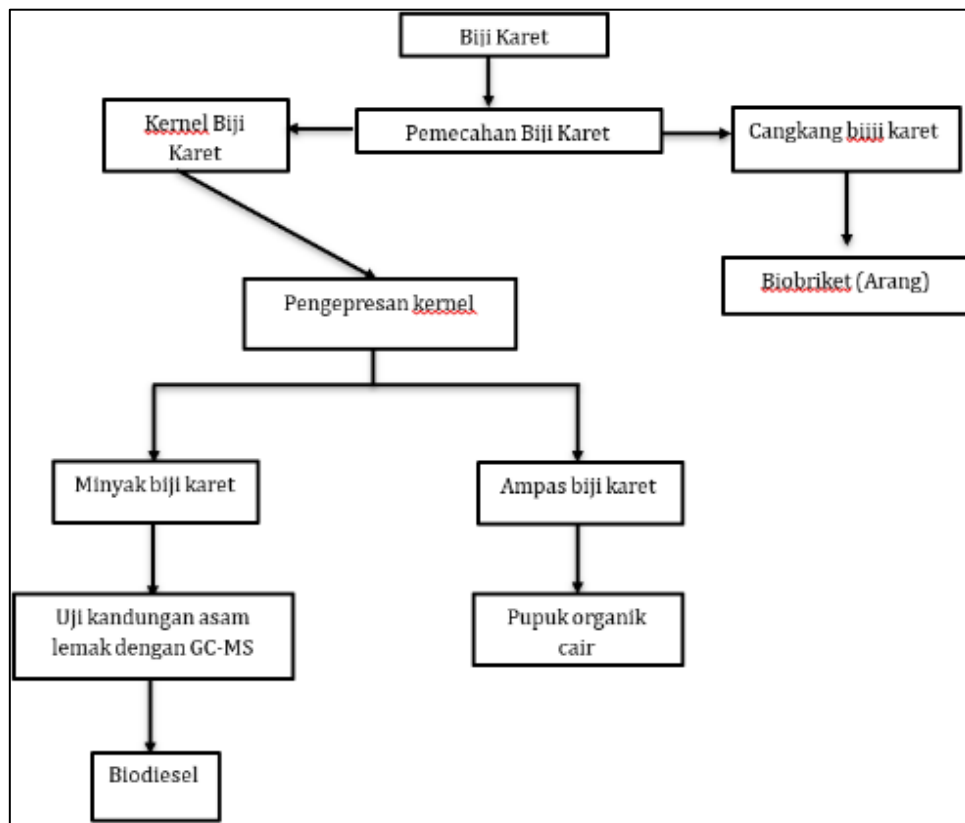 Biji Karet
Kernel Biji
Karet
Pemecahan Biji Karet
Cangkang biiji karet
Biobriket (Arang)
Pengepresan kernel
Minyak biji karet
Ampas biji karet
Uji kandungan asam
lemak dengan GC-MS
Pupuk organik
cair
Biodiesel